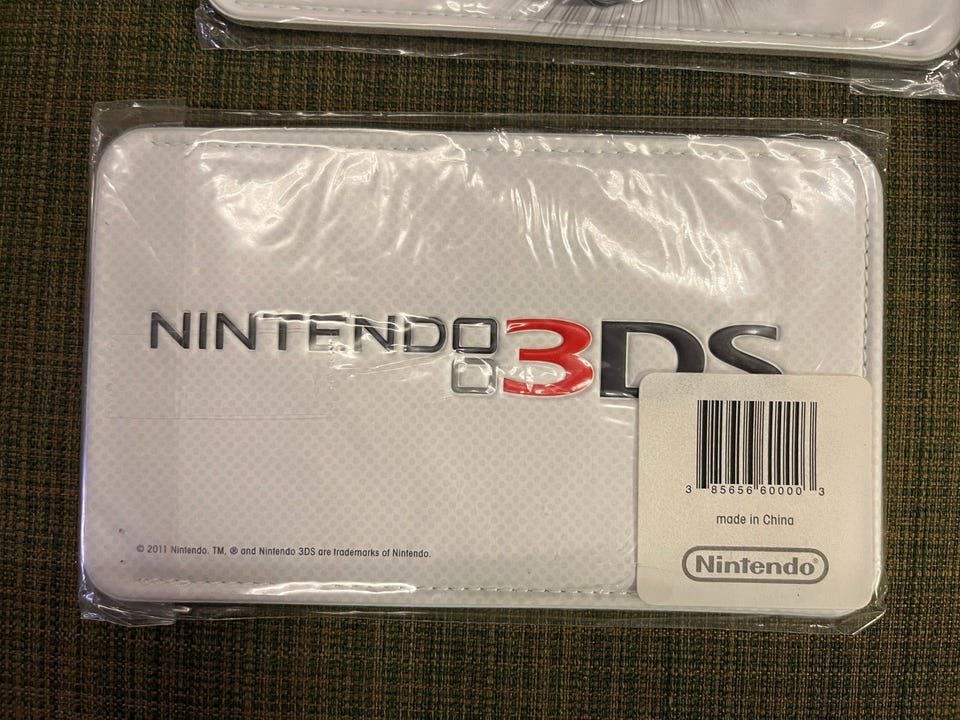 NINTENDO 3DS
3 85656 60000 3
made in China
Nintendo®
© 2011 Nintendo. TM, ® and Nintendo 3DS are trademarks of Nintendo.